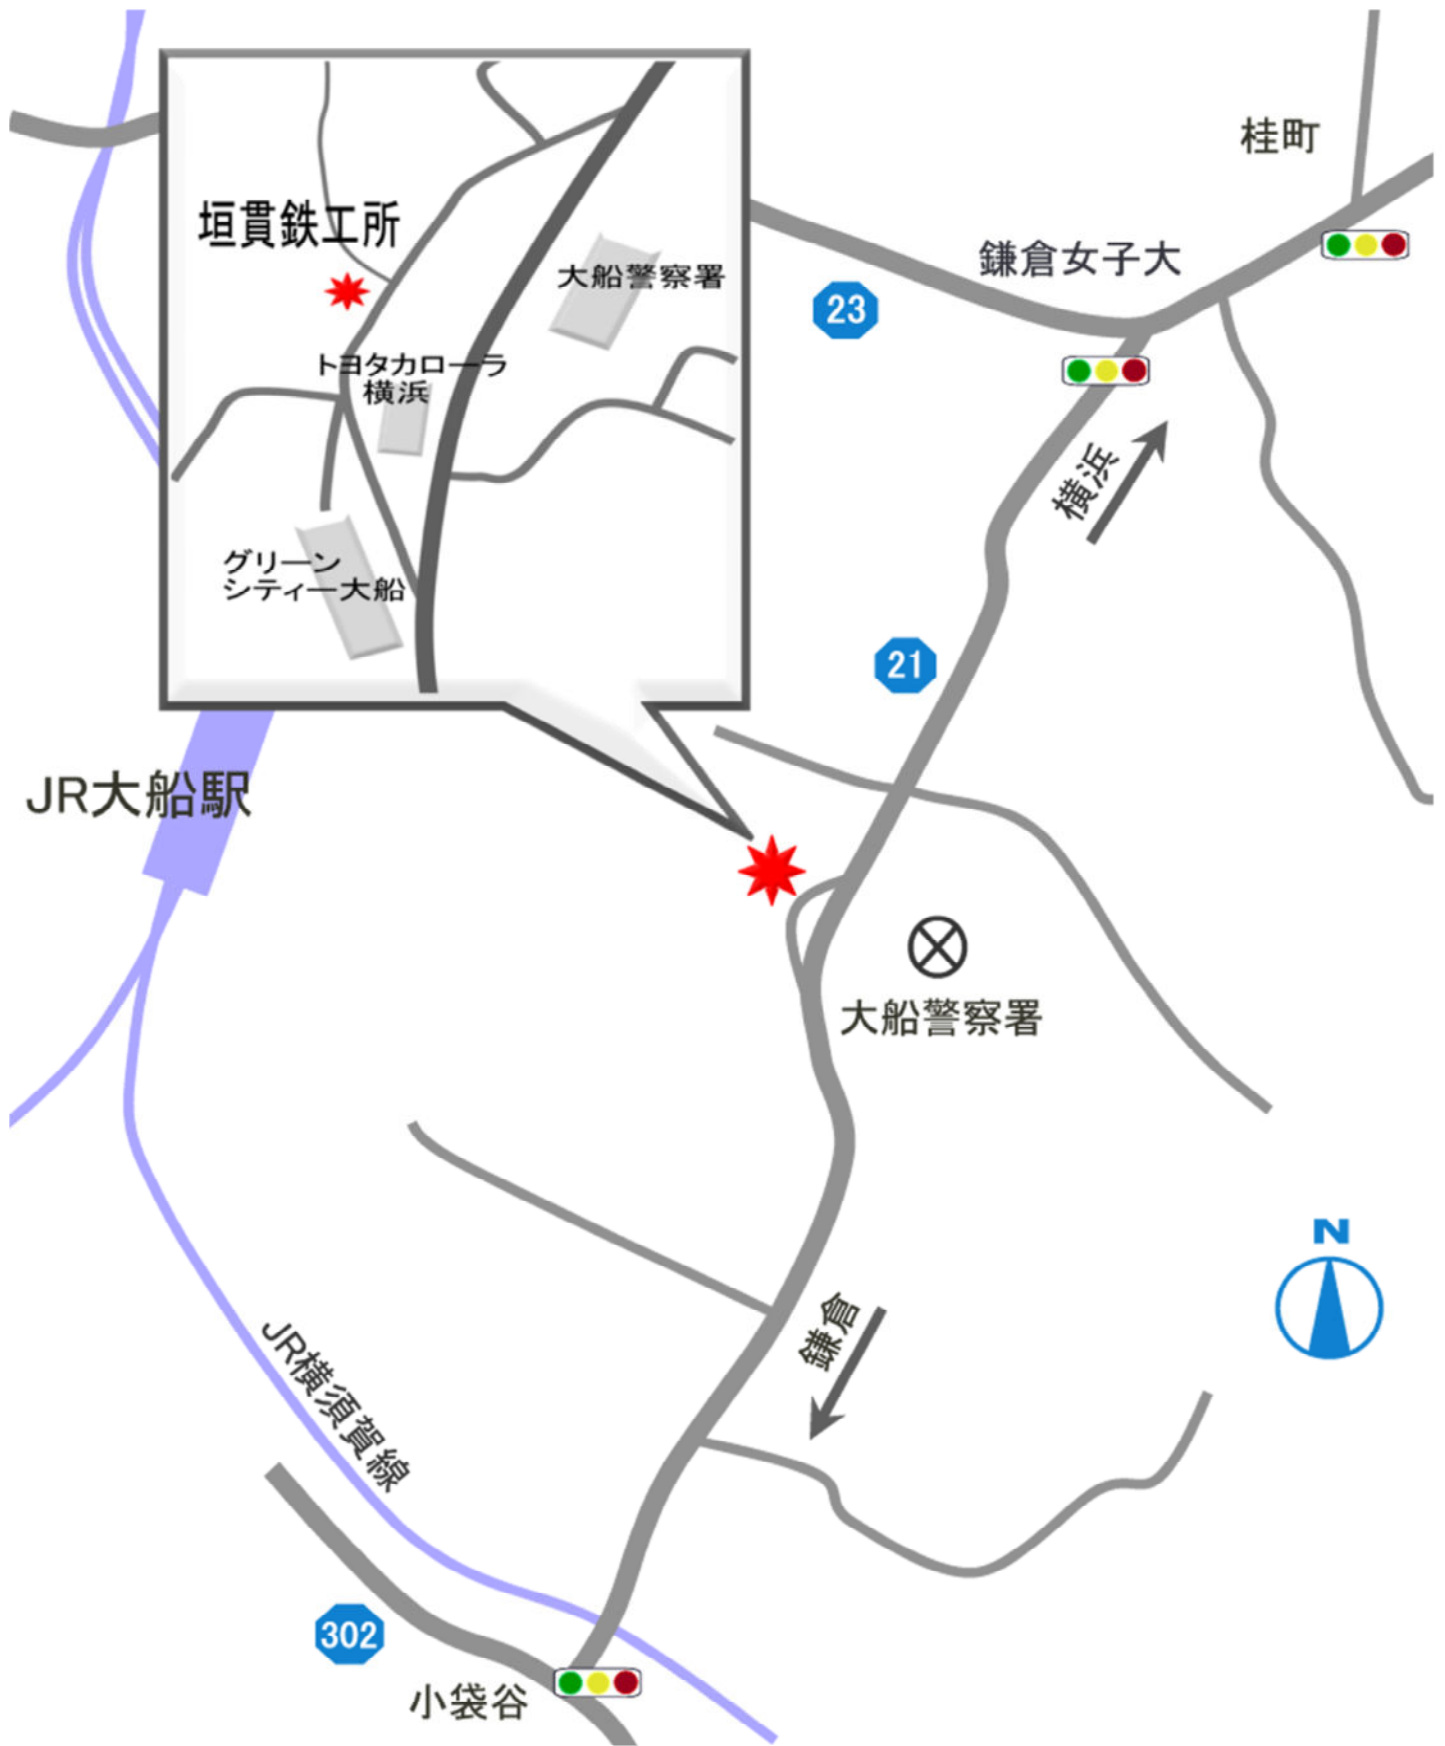 桂町
垣貫鉄工所
鎌倉女子大
大船警察署
23
トヨタカローラ
横浜
横浜
グリーン
シティー大船
21
JR大船駅
大船警察署
N
鎌倉
JR横須賀線
302
小袋谷